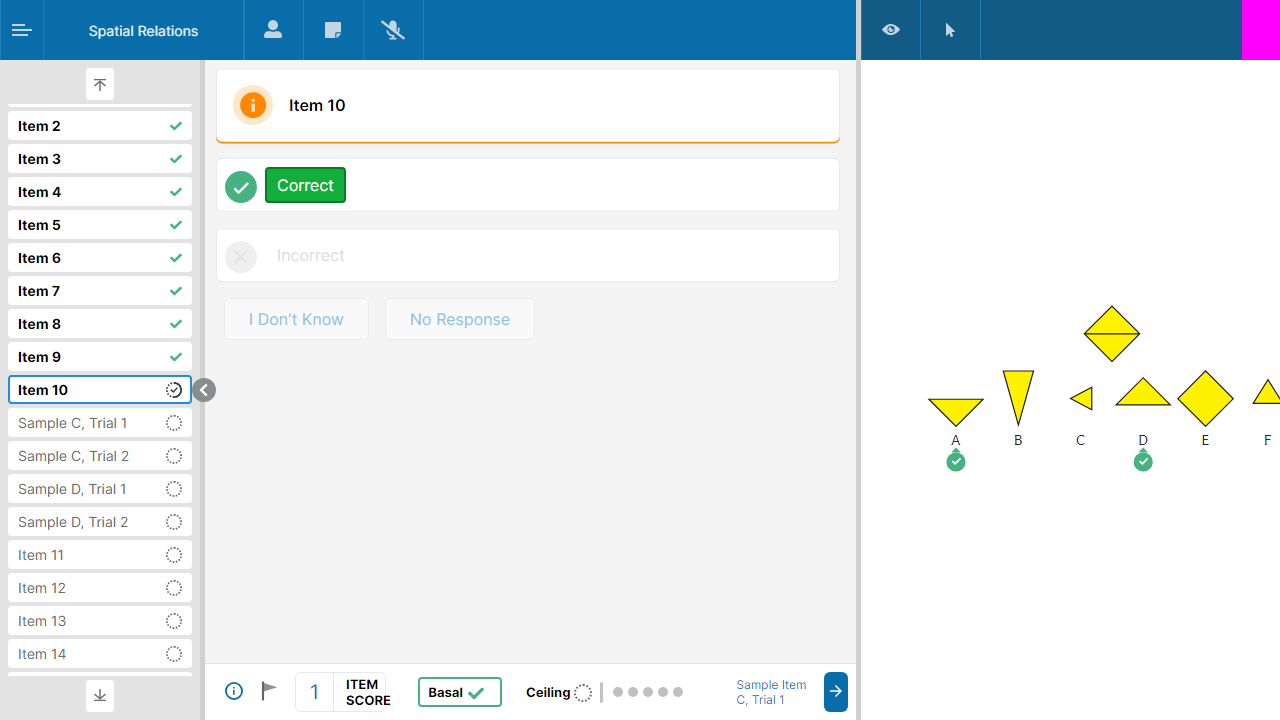 Spatial Relations
Item 2
Item 3
Item 4
Item 5
Item 6
Item 7
Item 8
Item 9
Item 10
Sample C, Trial 1
Sample C, Trial 2
Sample D, Trial 1
Sample D, Trial 2
Item 11
Item 12
Item 13
Item 14
Item 10
Correct
Incorrect
I Don't Know
No Response
1
ITEM
SCORE
Basal
Ceiling
Sample Item
C, Trial 1
A B C D E F